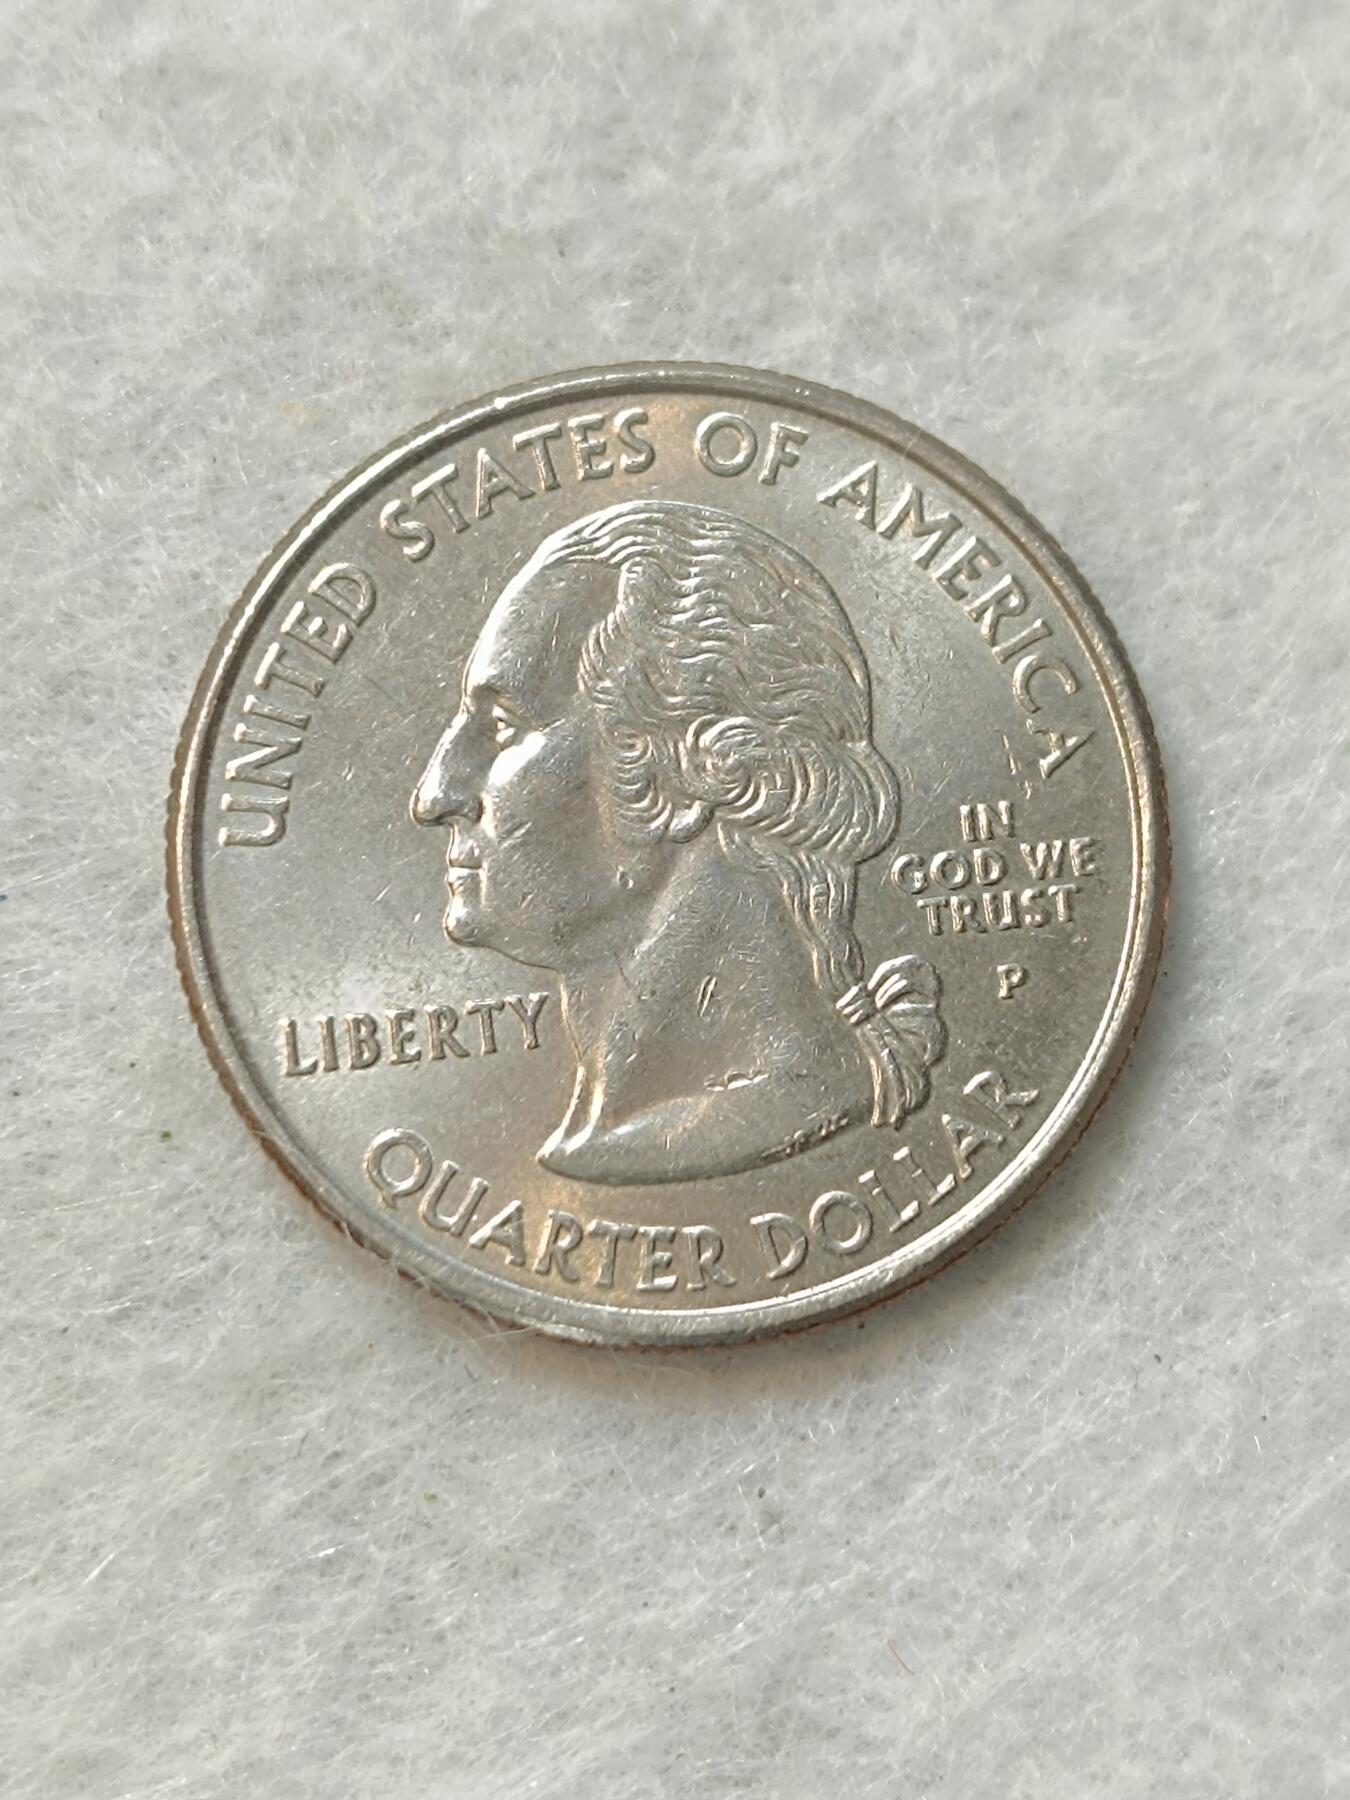 UNITED STATES OF AMERICA
IN
GOD WE
TRUST
P
LIBERTY
QUARTER DOLLAR